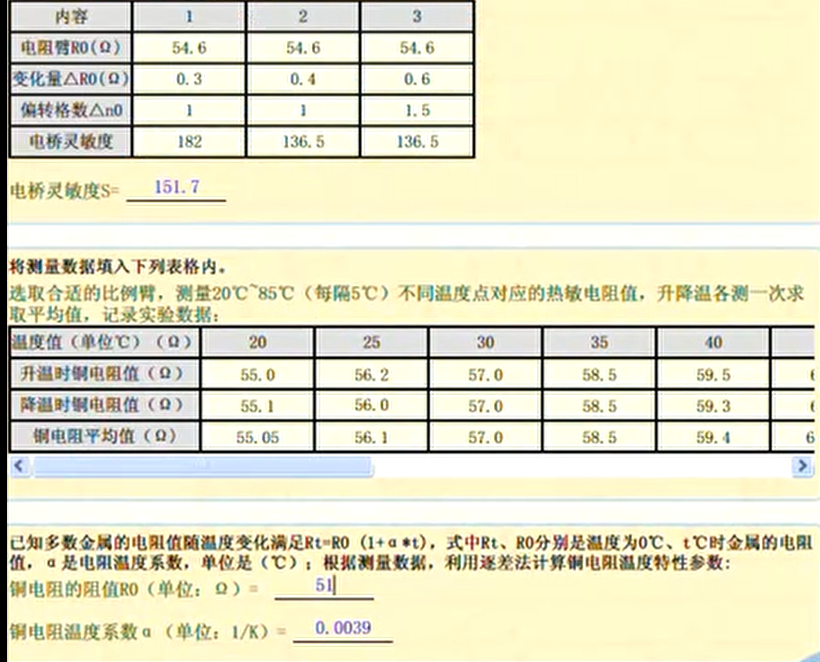 内容 1 2 3
电阻臂R0(Ω) 54.6 54.6 54.6
变化量△R0(Ω) 0.3 0.4 0.6
偏转格数△n0 1 1 1.5
电桥灵敏度 182 136.5 136.5
电桥灵敏度S= 151.7
将测量数据填入下列表格内。
选取合适的比例臂，测量20℃~85℃（每隔5℃）不同温度点对应的热敏电阻值，升降温各测一次求
取平均值，记录实验数据：
温度值（单位℃）（Ω） 20 25 30 35 40
升温时铜电阻值（Ω） 55.0 56.2 57.0 58.5 59.5
降温时铜电阻值（Ω） 55.1 56.0 57.0 58.5 59.3
铜电阻平均值（Ω） 55.05 56.1 57.0 58.5 59.4 6
已知多数金属的电阻值随温度变化满足Rt=R0 (1+α*t)，式中Rt、R0分别是温度为0℃、t℃时金属的电阻
值，α是电阻温度系数，单位是（℃）；根据测量数据，利用逐差法计算铜电阻温度特性参数:
铜电阻的阻值R0（单位：Ω）= 51
铜电阻温度系数α（单位：1/K）= 0.0039